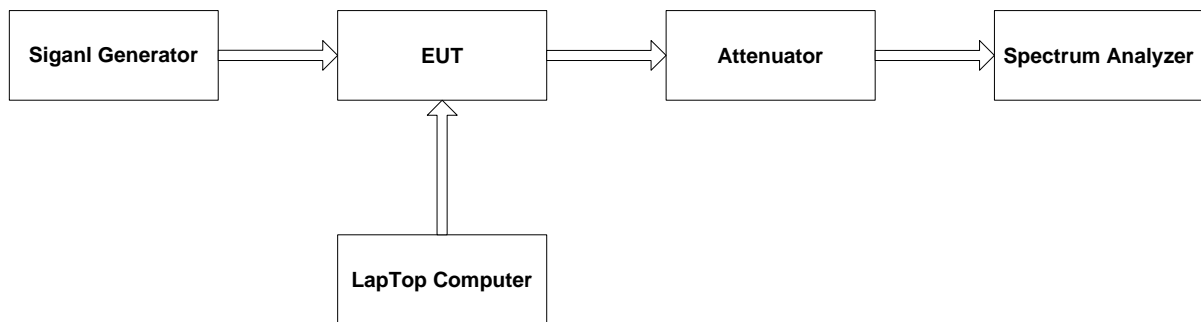 Siganl Generator
EUT
Attenuator
Spectrum Analyzer
LapTop Computer